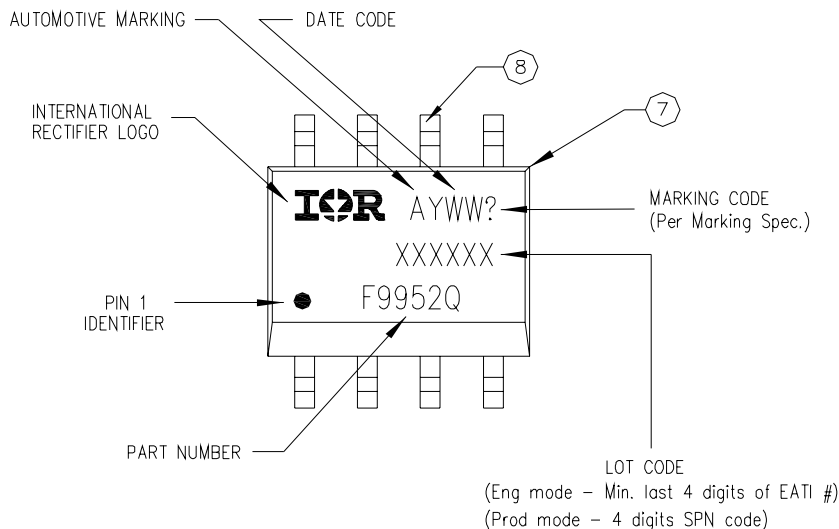 AUTOMOTIVE MARKING
DATE CODE
8
7
INTERNATIONAL
RECTIFIER LOGO
IOR
AYWW?
MARKING CODE
(Per Marking Spec.)
XXXXXX
PIN 1
IDENTIFIER
F9952Q
PART NUMBER
LOT CODE
(Eng mode – Min. last 4 digits of EATI #)
(Prod mode – 4 digits SPN code)